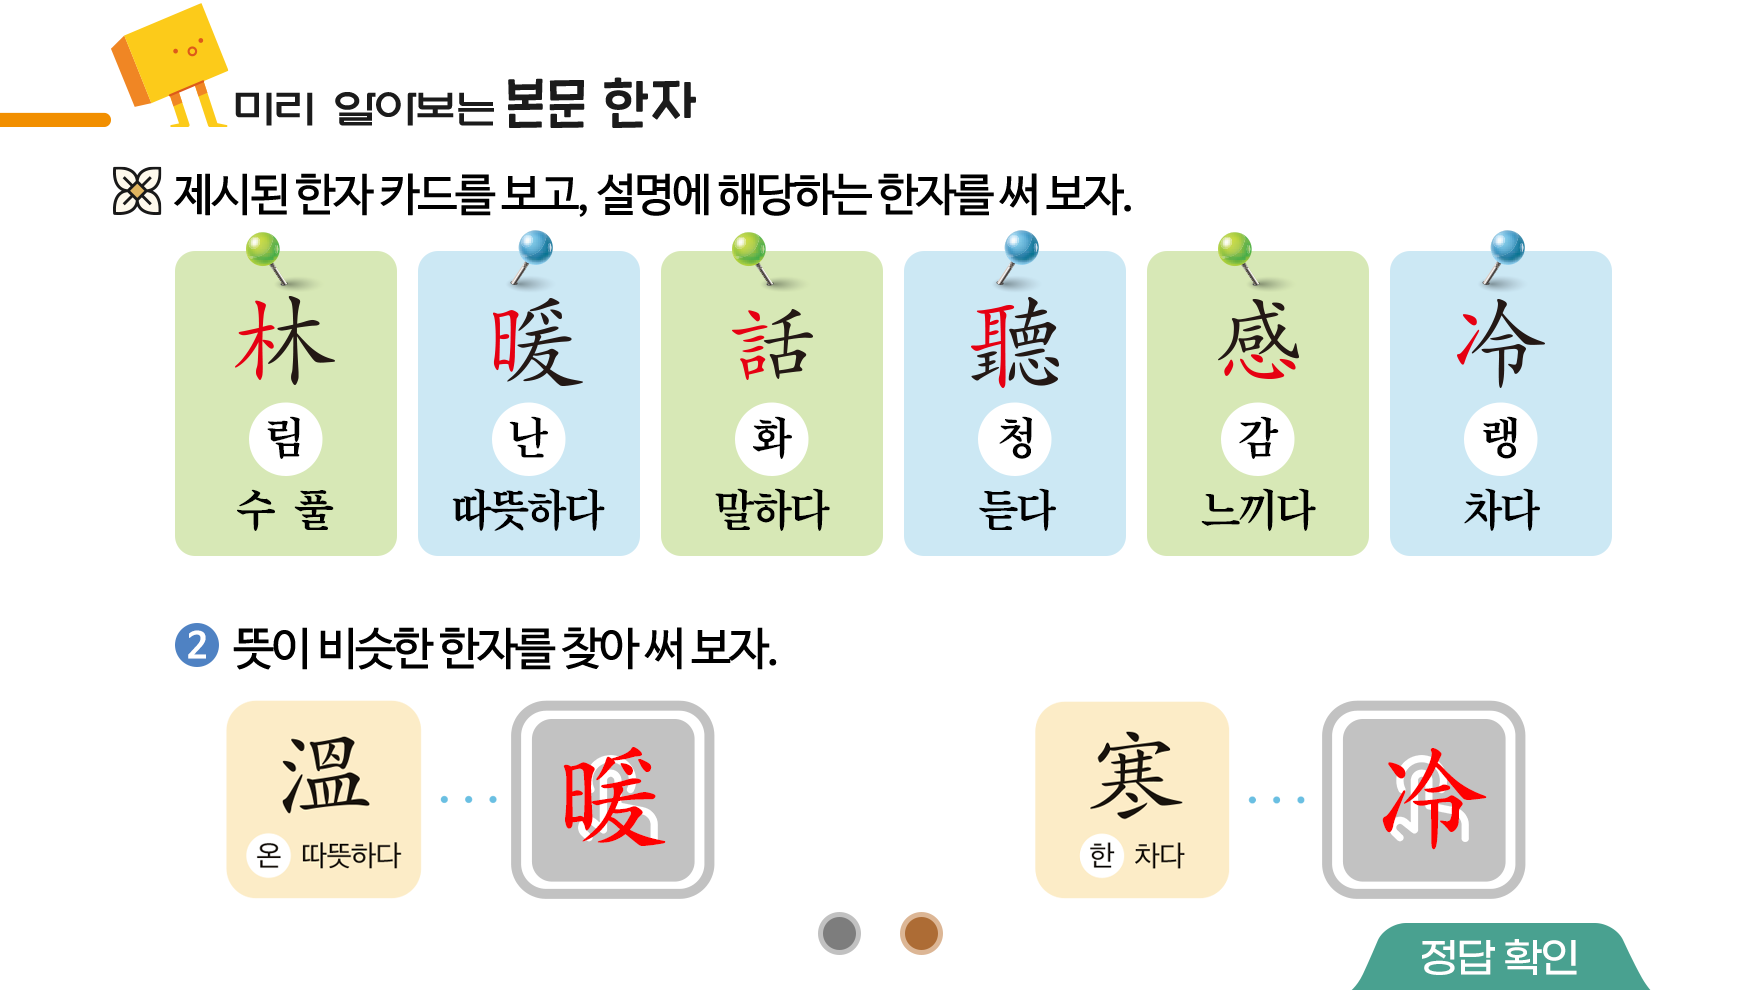 미리 알아보는 본문 한자
제시된 한자 카드를 보고, 설명에 해당하는 한자를 써 보자.
林 暖 話 聽 感 冷
림 난 화 청 감 랭
수 풀 따뜻하다 말하다 듣다 느끼다 차다
2 뜻이 비슷한 한자를 찾아 써 보자.
溫 暖 寒 冷
온 따뜻하다 한 차다
정답 확인